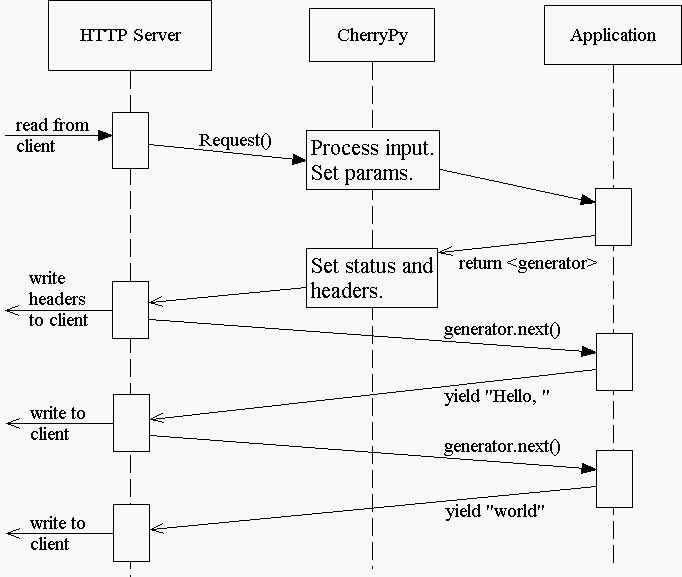 HTTP Server
CherryPy
Application
read from
client
Request()
Process input.
Set params.
Set status and
headers.
return <generator>
write
headers
to client
generator.next()
yield "Hello, "
write to
client
generator.next()
yield "world"
write to
client